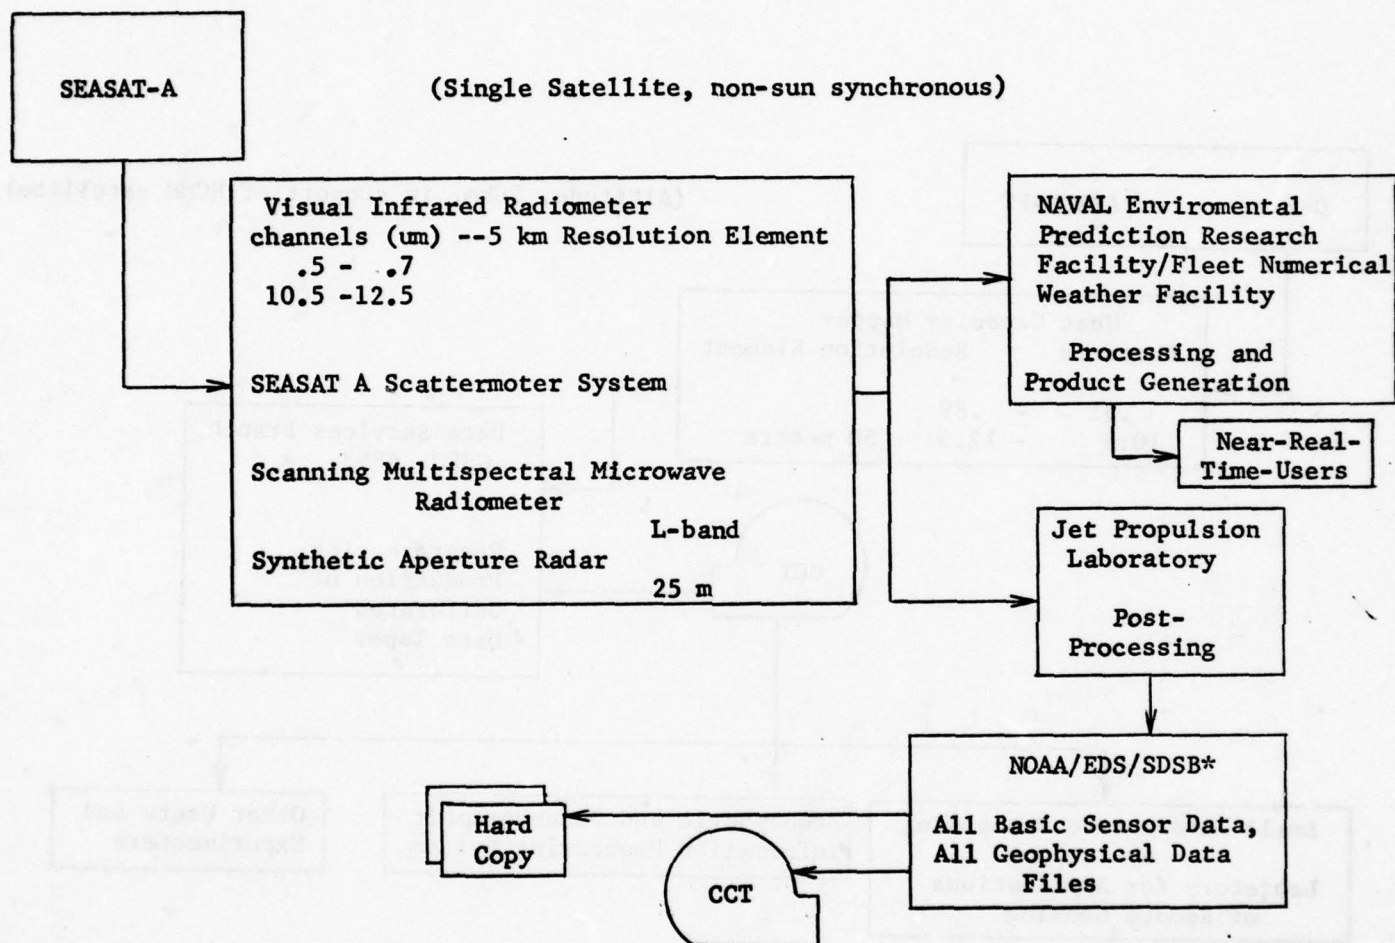 SEASAT-A
(Single Satellite, non-sun synchronous)
Visual Infrared Radiometer
channels (um) --5 km Resolution Element
.5 - .7
10.5 -12.5
SEASAT A Scattermoter System
Scanning Multispectral Microwave
Radiometer
L-band
Synthetic Aperture Radar
25 m
NAVAL Enviromental
Prediction Research
Facility/Fleet Numerical
Weather Facility
Processing and
Product Generation
Near-Real-
Time-Users
Jet Propulsion
Laboratory
Post-
Processing
NOAA/EDS/SDSB*
All Basic Sensor Data,
All Geophysical Data
Files
Hard
Copy
CCT